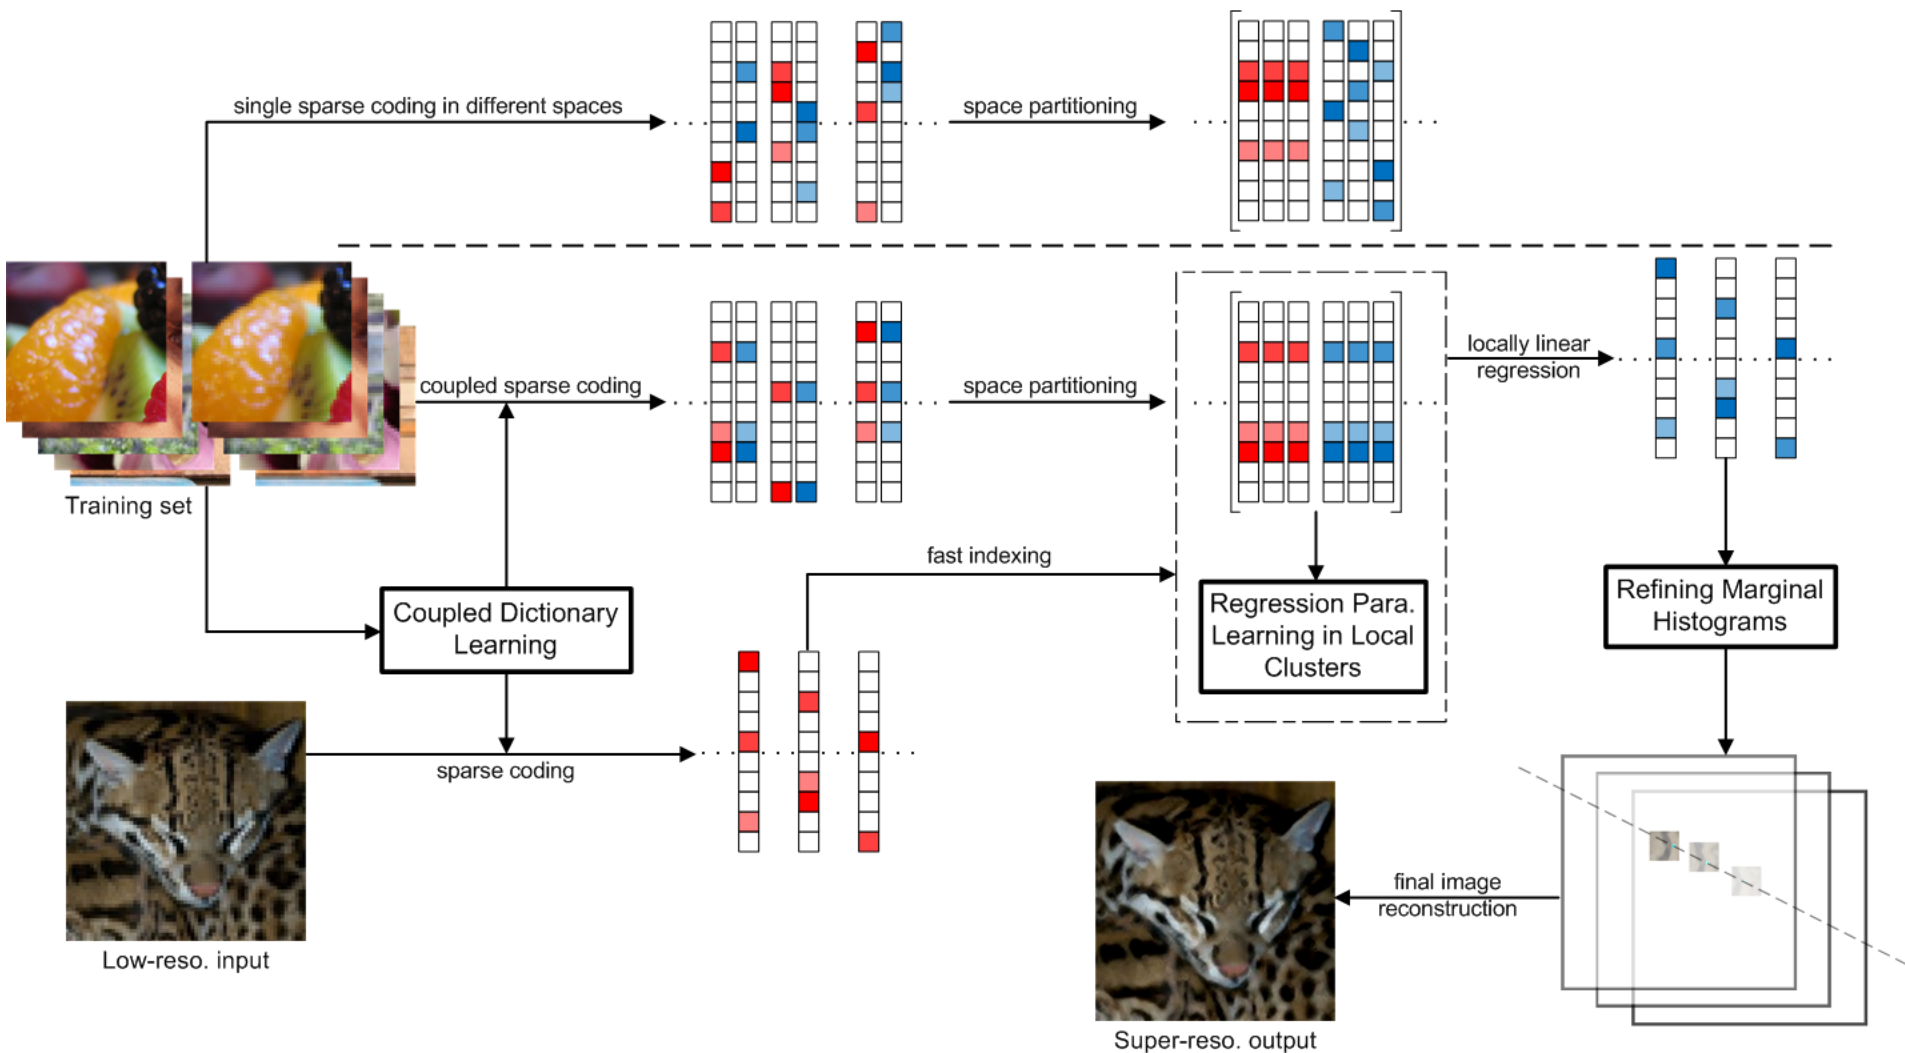 single sparse coding in different spaces
space partitioning
coupled sparse coding
space partitioning
locally linear
regression
Training set
fast indexing
Coupled Dictionary
Learning
Regression Para.
Learning in Local
Clusters
Refining Marginal
Histograms
sparse coding
Low-reso. input
final image
reconstruction
Super-reso. output